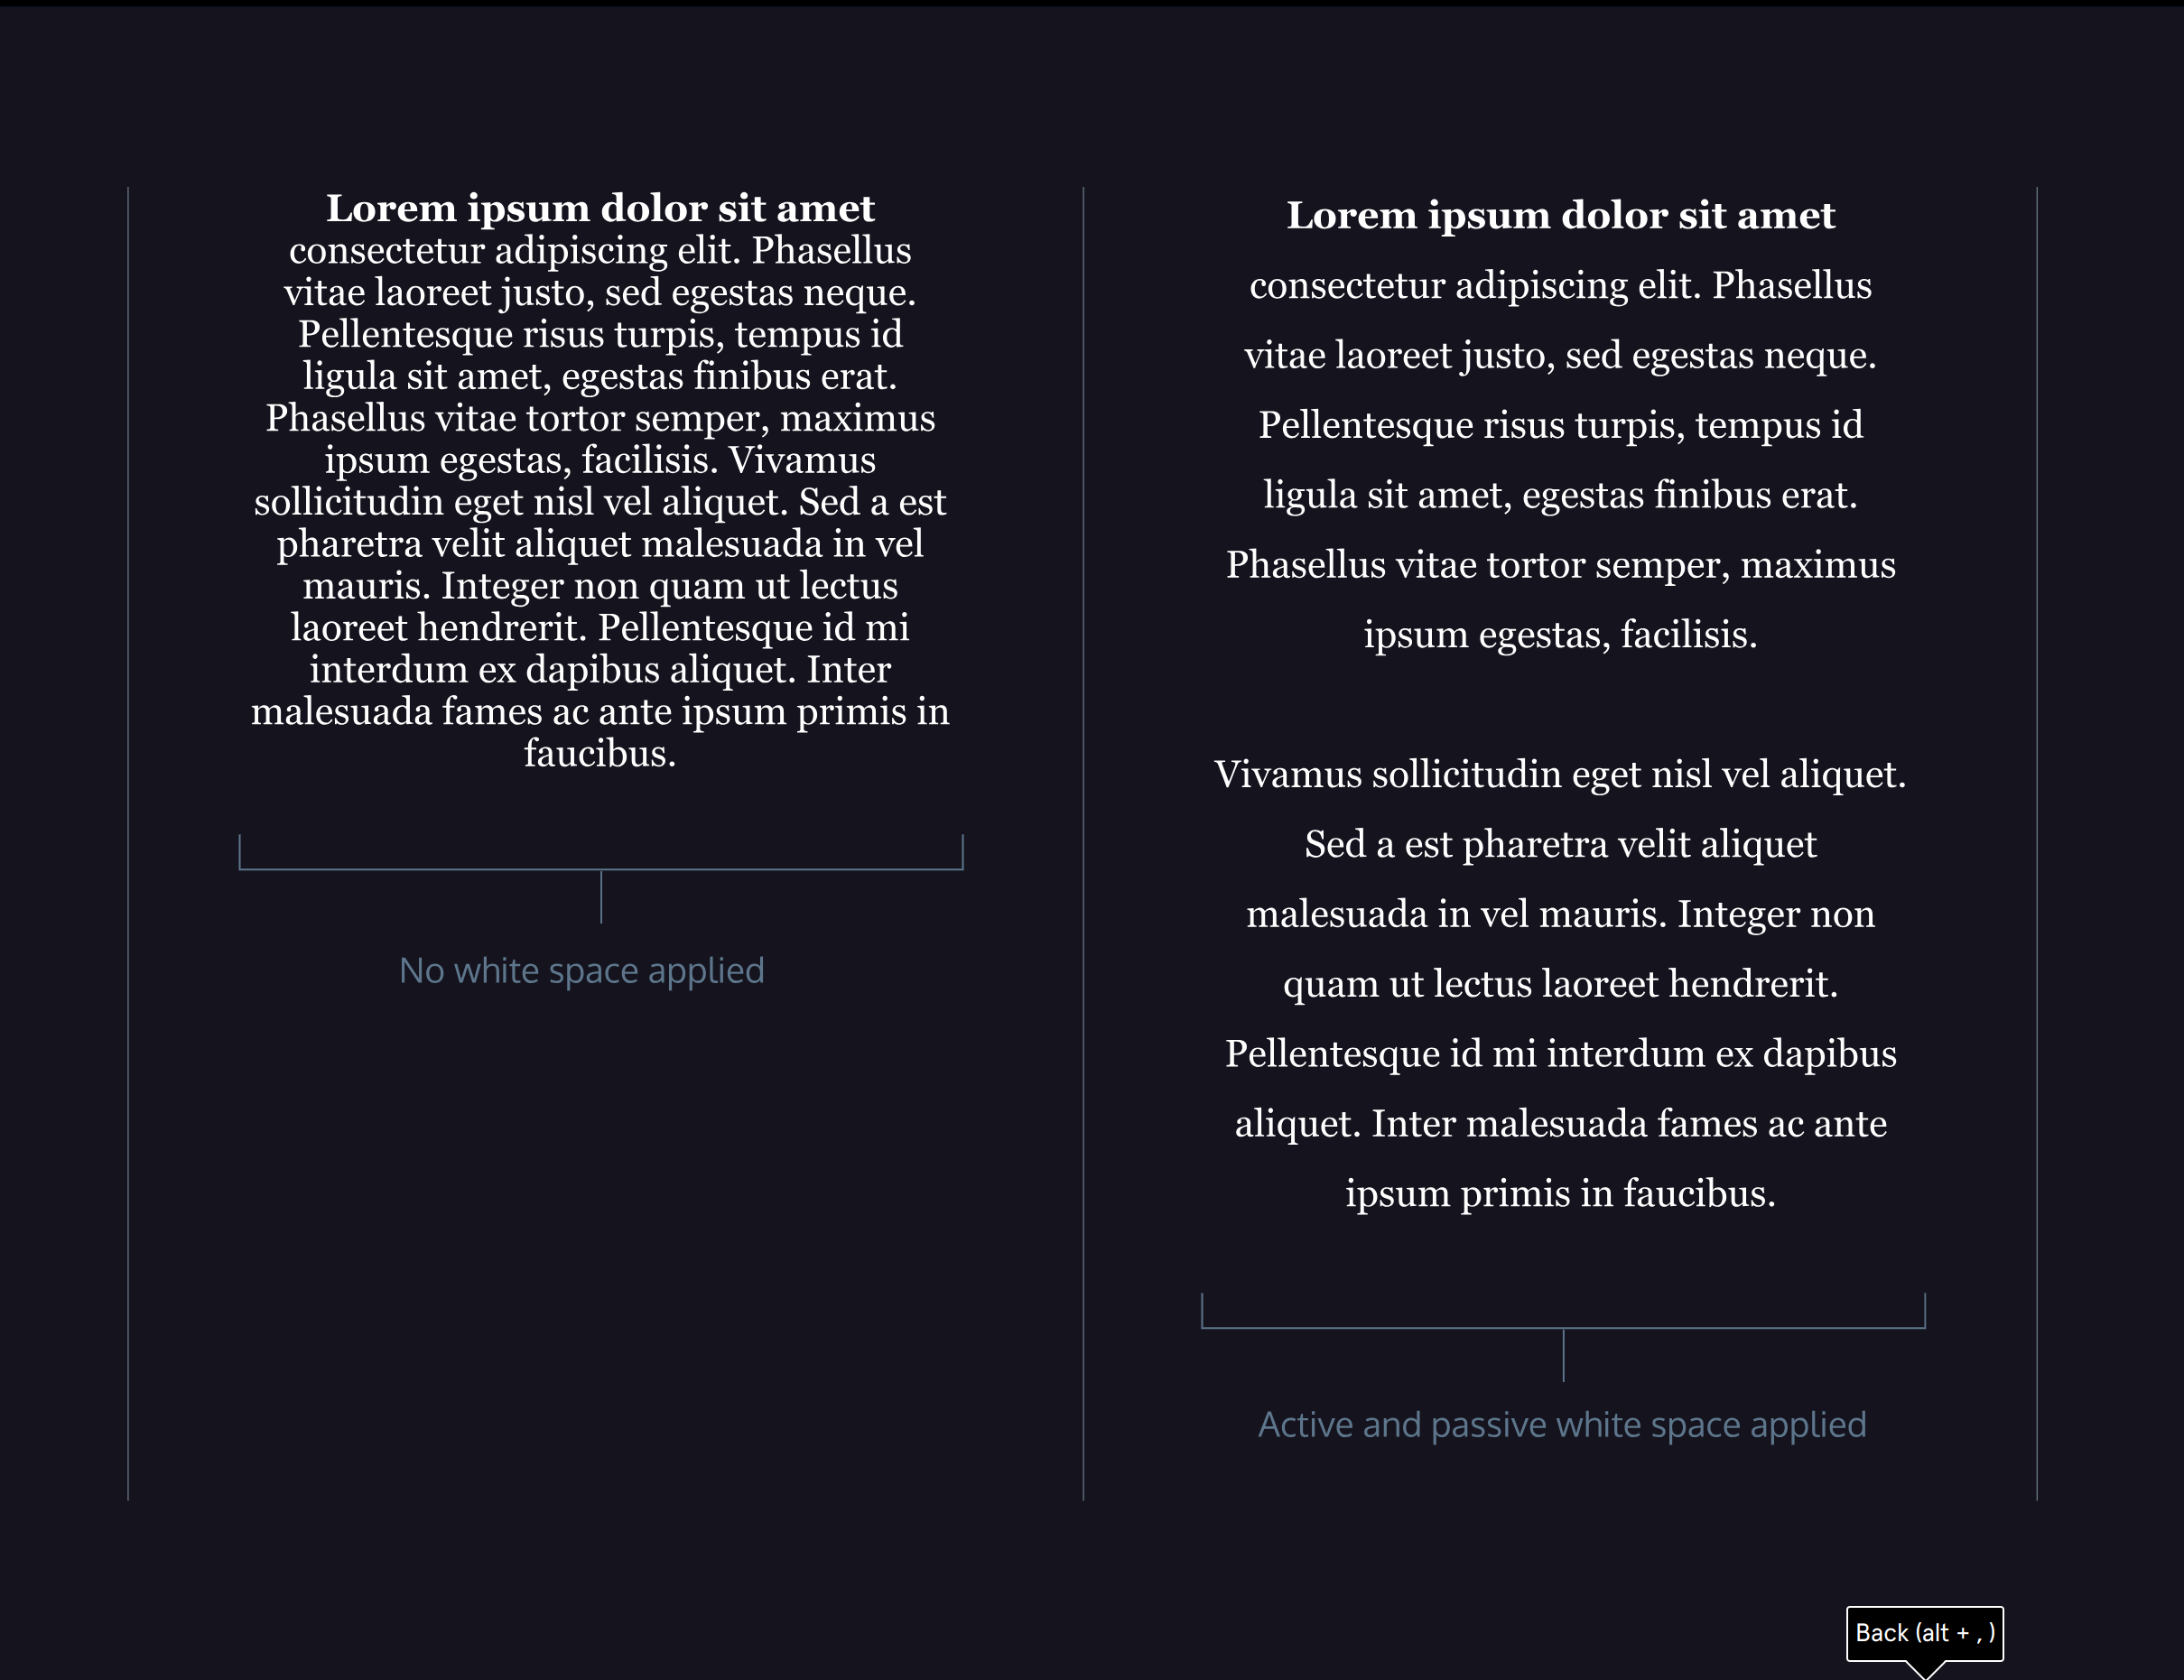 Lorem ipsum dolor sit amet
consectetur adipiscing elit. Phasellus
vitae laoreet justo, sed egestas neque.
Pellentesque risus turpis, tempus id
ligula sit amet, egestas finibus erat.
Phasellus vitae tortor semper, maximus
ipsum egestas, facilisis. Vivamus
sollicitudin eget nisl vel aliquet. Sed a est
pharetra velit aliquet malesuada in vel
mauris. Integer non quam ut lectus
laoreet hendrerit. Pellentesque id mi
interdum ex dapibus aliquet. Inter
malesuada fames ac ante ipsum primis in
faucibus.
No white space applied
Lorem ipsum dolor sit amet
consectetur adipiscing elit. Phasellus
vitae laoreet justo, sed egestas neque.
Pellentesque risus turpis, tempus id
ligula sit amet, egestas finibus erat.
Phasellus vitae tortor semper, maximus
ipsum egestas, facilisis.
Vivamus sollicitudin eget nisl vel aliquet.
Sed a est pharetra velit aliquet
malesuada in vel mauris. Integer non
quam ut lectus laoreet hendrerit.
Pellentesque id mi interdum ex dapibus
aliquet. Inter malesuada fames ac ante
ipsum primis in faucibus.
Active and passive white space applied
Back (alt + , )